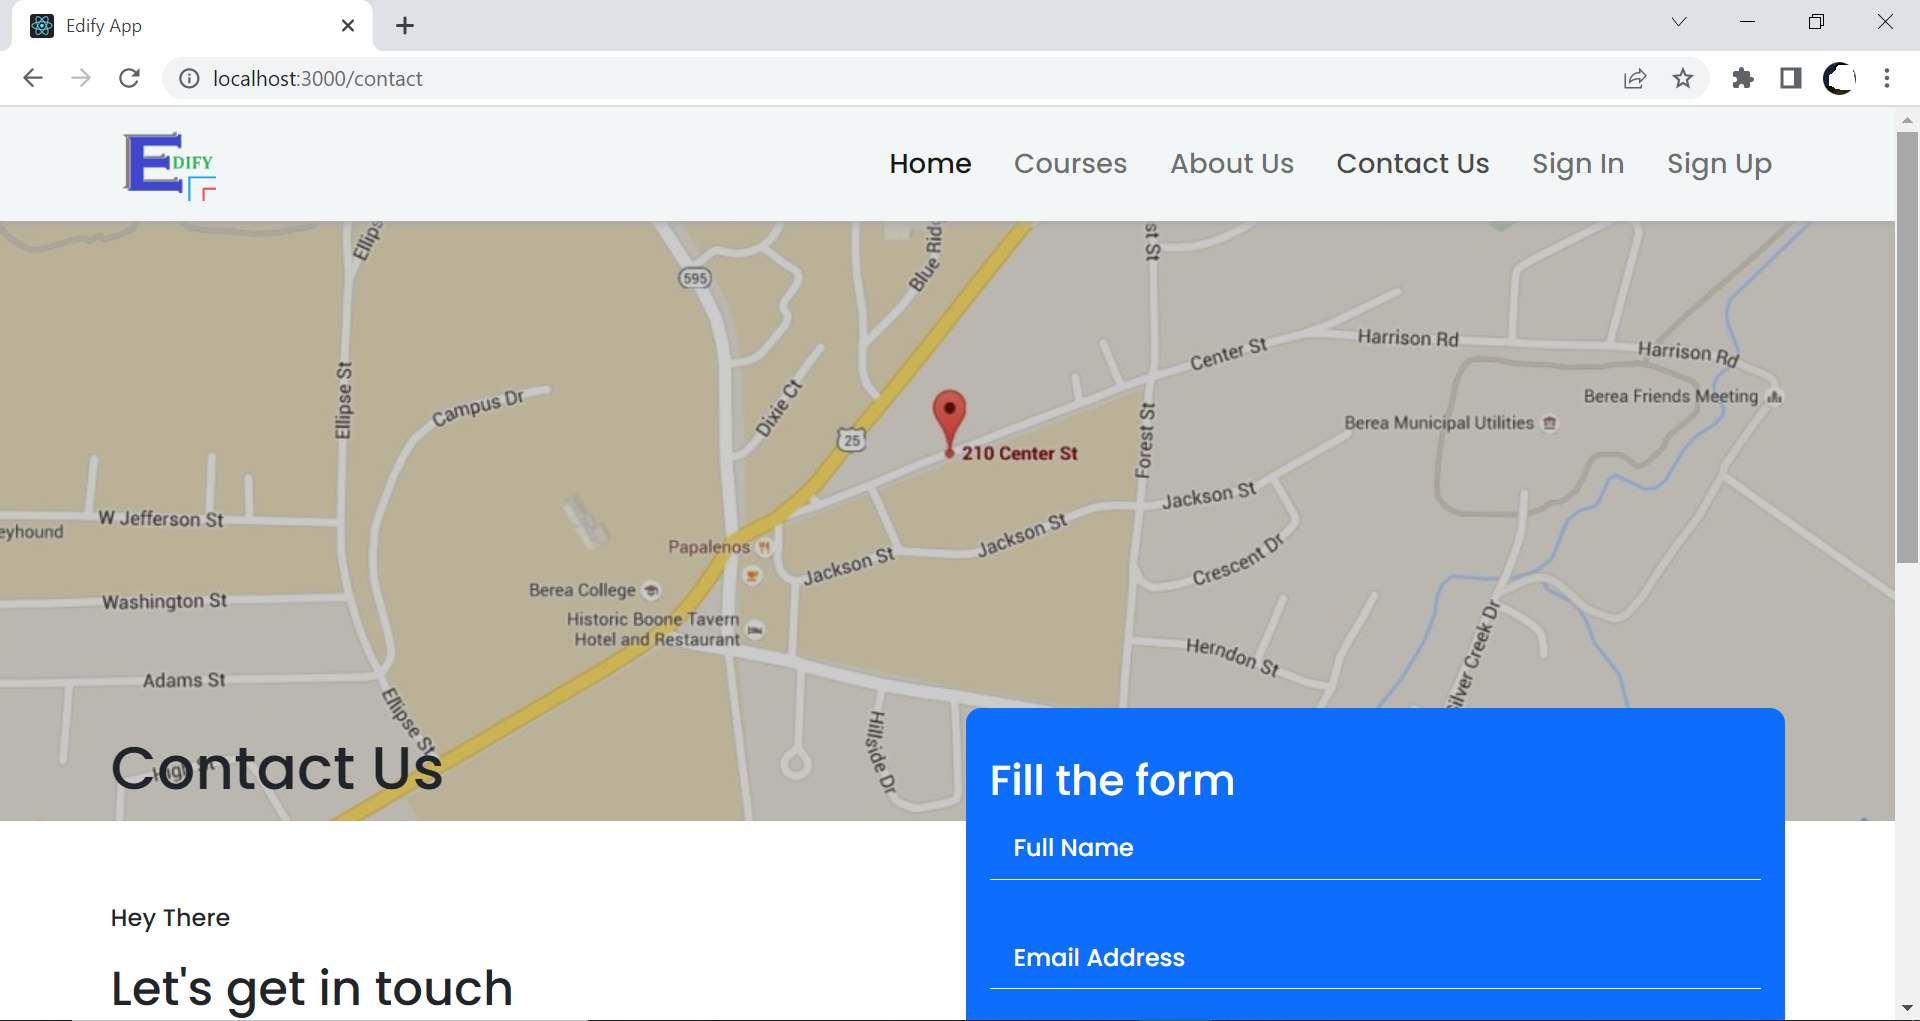 Edify App
localhost:3000/contact
EDIFY
Home Courses About Us Contact Us Sign In Sign Up
Ellips
595
Blue Rid
st St
Center St
Harrison Rd
Harrison Rd
Ellipse St
Campus Dr
Dixie Ct
25
210 Center St
Forest St
Berea Friends Meeting
Berea Municipal Utilities
W Jefferson St
eyhound
Jackson St
Jackson St
Jackson St
Crescent Dr
Papalenos
Berea College
Historic Boone Tavern
Hotel and Restaurant
Washington St
Adams St
Ellipse St
Herndon St
Silver Creek Dr
Hillside Dr
High St
Contact Us
Fill the form
Full Name
Hey There
Email Address
Let's get in touch